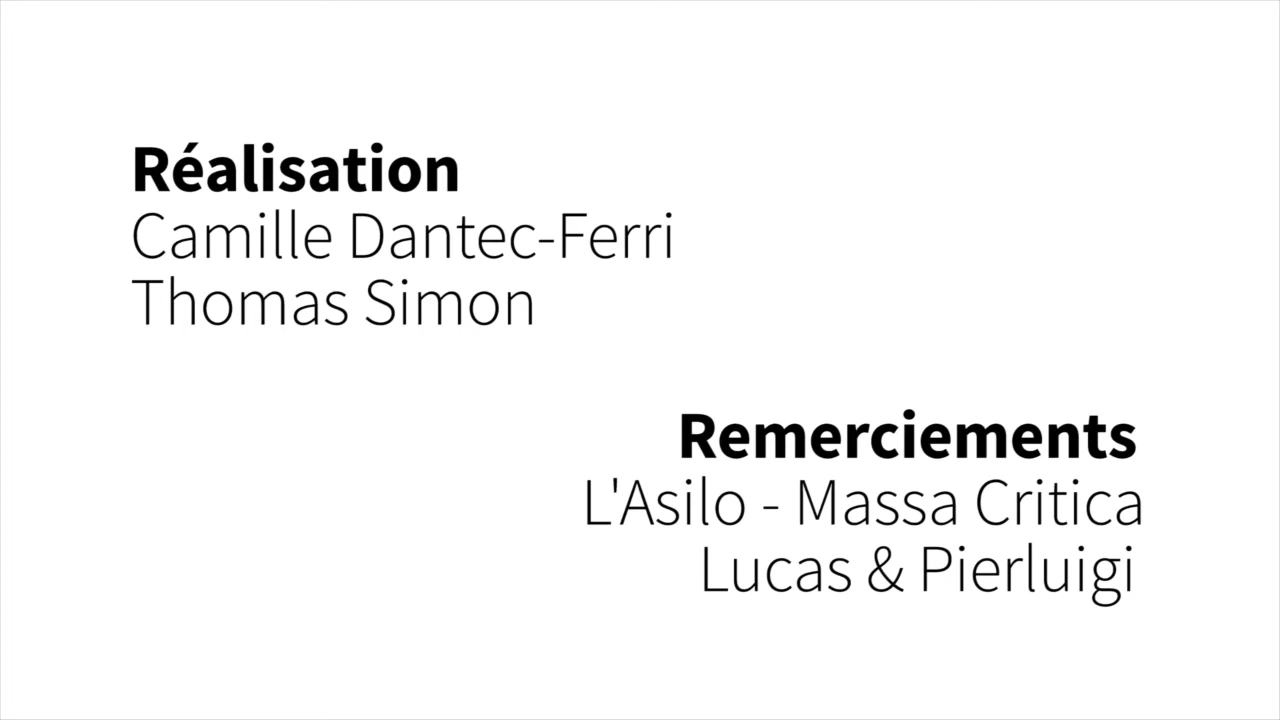 Réalisation
Camille Dantec-Ferri
Thomas Simon
Remerciements
L'Asilo - Massa Critica
Lucas & Pierluigi